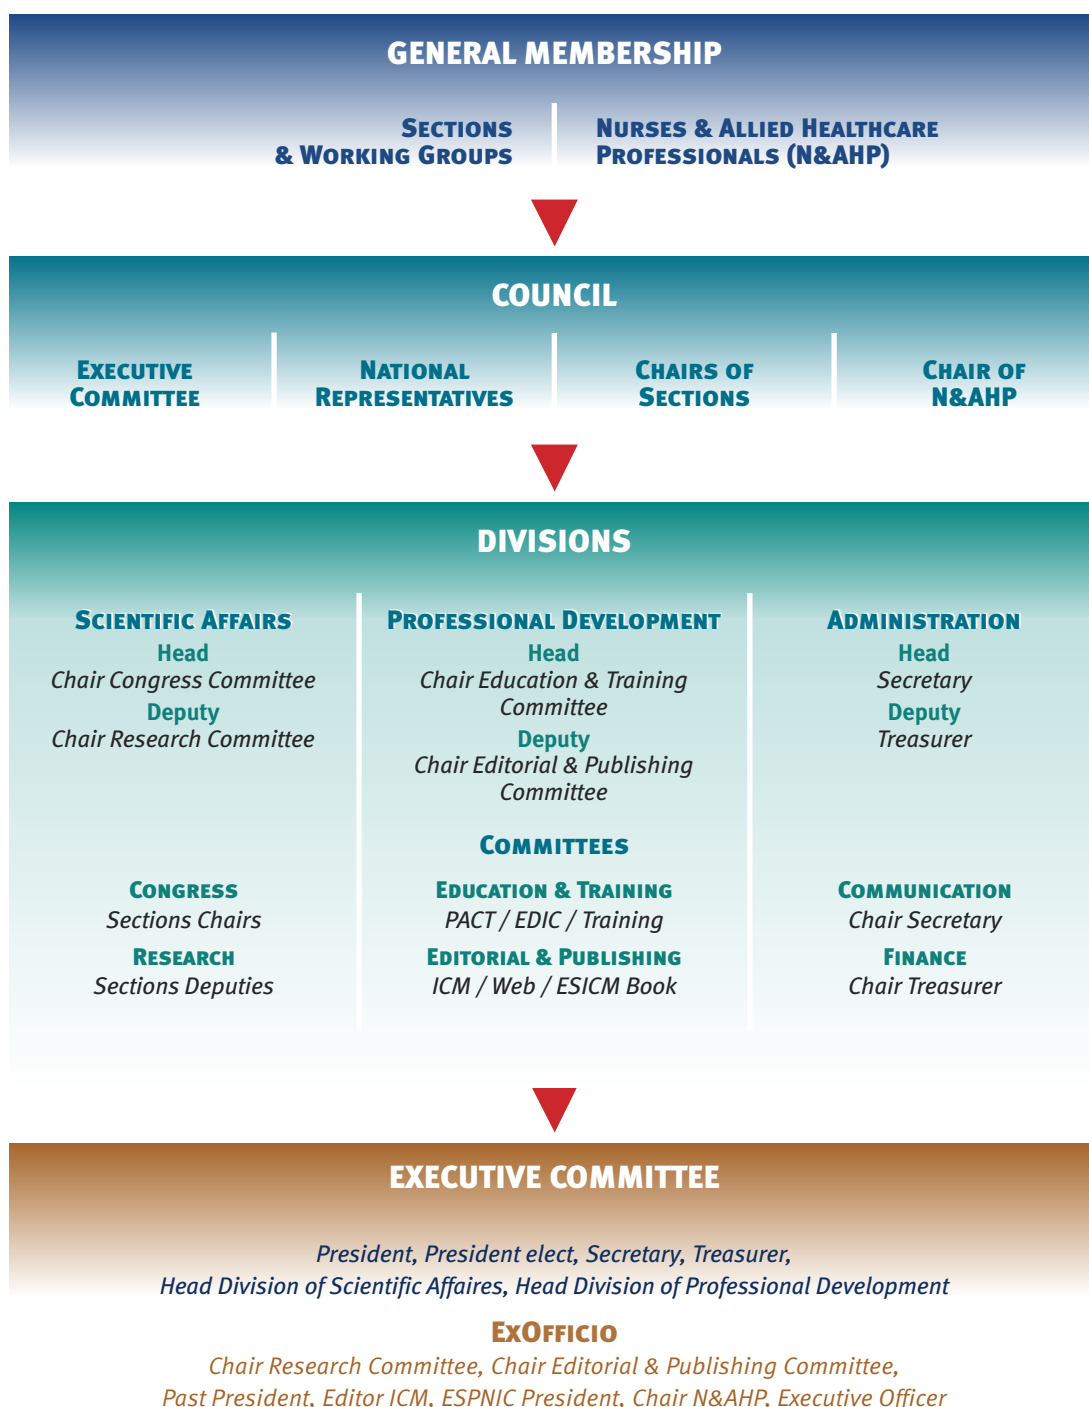 GENERAL MEMBERSHIP
SECTIONS
& WORKING GROUPS
NURSES & ALLIED HEALTHCARE
PROFESSIONALS (N&AHP)
COUNCIL
EXECUTIVE
COMMITTEE
NATIONAL
REPRESENTATIVES
CHAIRS OF
SECTIONS
CHAIR OF
N&AHP
DIVISIONS
SCIENTIFIC AFFAIRS
Head
Chair Congress Committee
Deputy
Chair Research Committee
PROFESSIONAL DEVELOPMENT
Head
Chair Education & Training
Committee
Deputy
Chair Editorial & Publishing
Committee
ADMINISTRATION
Head
Secretary
Deputy
Treasurer
COMMITTEES
CONGRESS
Sections Chairs
RESEARCH
Sections Deputies
EDUCATION & TRAINING
PACT / EDIC / Training
EDITORIAL & PUBLISHING
ICM / Web / ESICM Book
COMMUNICATION
Chair Secretary
FINANCE
Chair Treasurer
EXECUTIVE COMMITTEE
President, President elect, Secretary, Treasurer,
Head Division of Scientific Affaires, Head Division of Professional Development
EXOFFICIO
Chair Research Committee, Chair Editorial & Publishing Committee,
Past President, Editor ICM, ESPNIC President, Chair N&AHP, Executive Officer